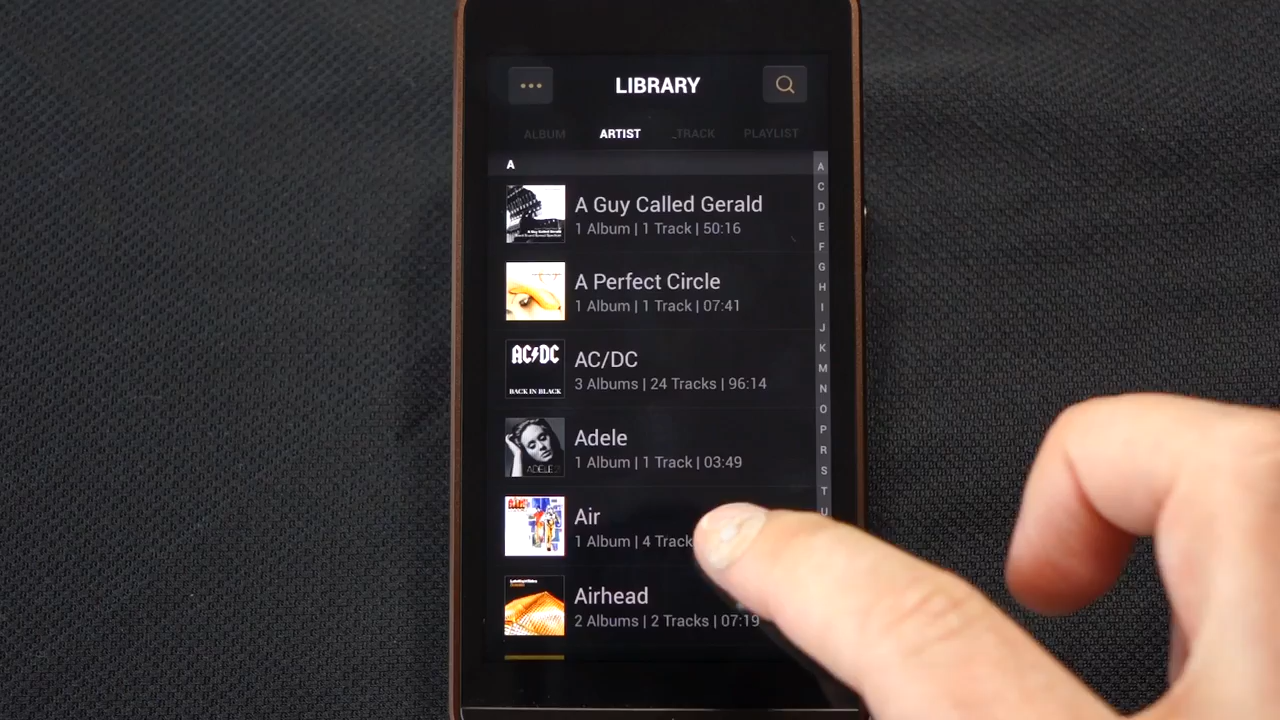 LIBRARY
ALBUM ARTIST TRACK PLAYLIST
A
A Guy Called Gerald
1 Album | 1 Track | 50:16
A Perfect Circle
1 Album | 1 Track | 07:41
AC/DC
BACK IN BLACK
AC/DC
3 Albums | 24 Tracks | 96:14
ADELE
Adele
1 Album | 1 Track | 03:49
Air
1 Album | 4 Track
Airhead
2 Albums | 2 Tracks | 07:19
A
C
D
E
F
G
H
I
J
K
M
N
O
P
R
S
T
U